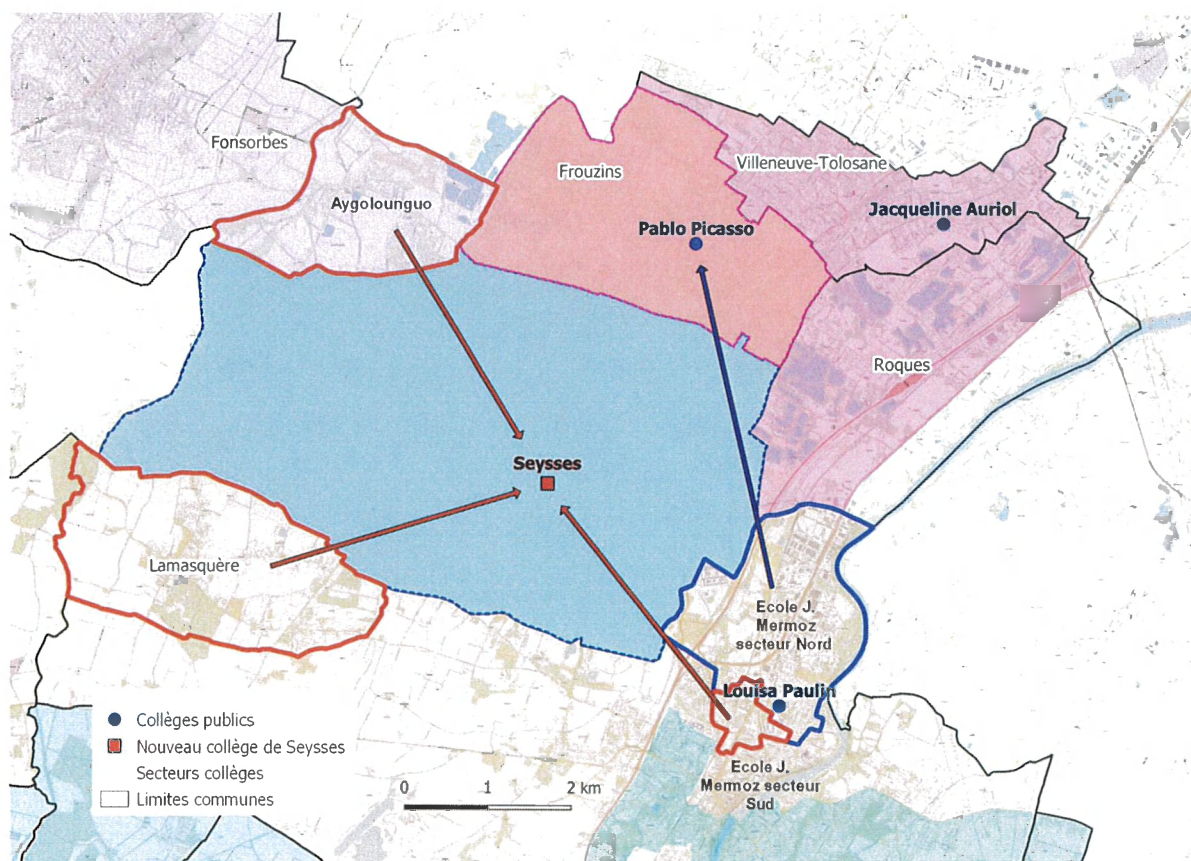 Fonsorbes
Aygolounguo
Frouzins
Villeneuve-Tolosane
Pablo Picasso
Jacqueline Auriol
Roques
Seysses
Lamasquère
Ecole J.
Mermoz
secteur Nord
Louisa Paulin
Ecole J.
Mermoz secteur
Sud
Collèges publics
Nouveau collège de Seysses
Secteurs collèges
Limites communes
0 1 2 km